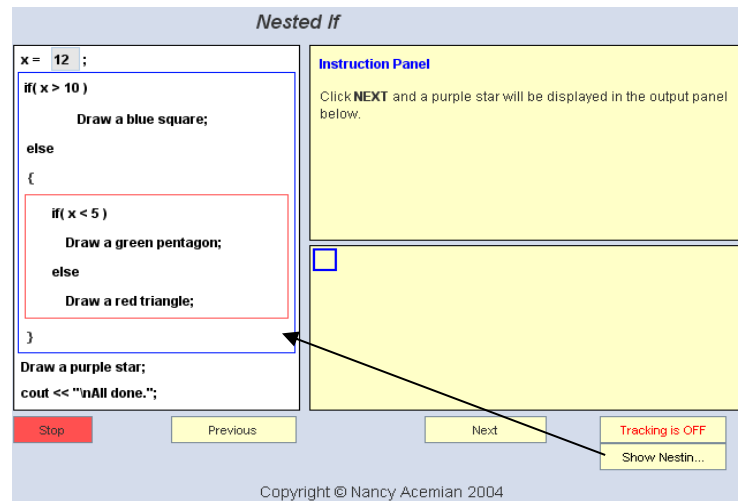 Nested If
x = 12 ;
if( x > 10 )
Draw a blue square;
else
{
if( x < 5 )
Draw a green pentagon;
else
Draw a red triangle;
}
Draw a purple star;
cout << "\nAll done.";
Instruction Panel
Click NEXT and a purple star will be displayed in the output panel
below.
Stop
Previous
Next
Tracking is OFF
Show Nestin...
Copyright © Nancy Acemian 2004